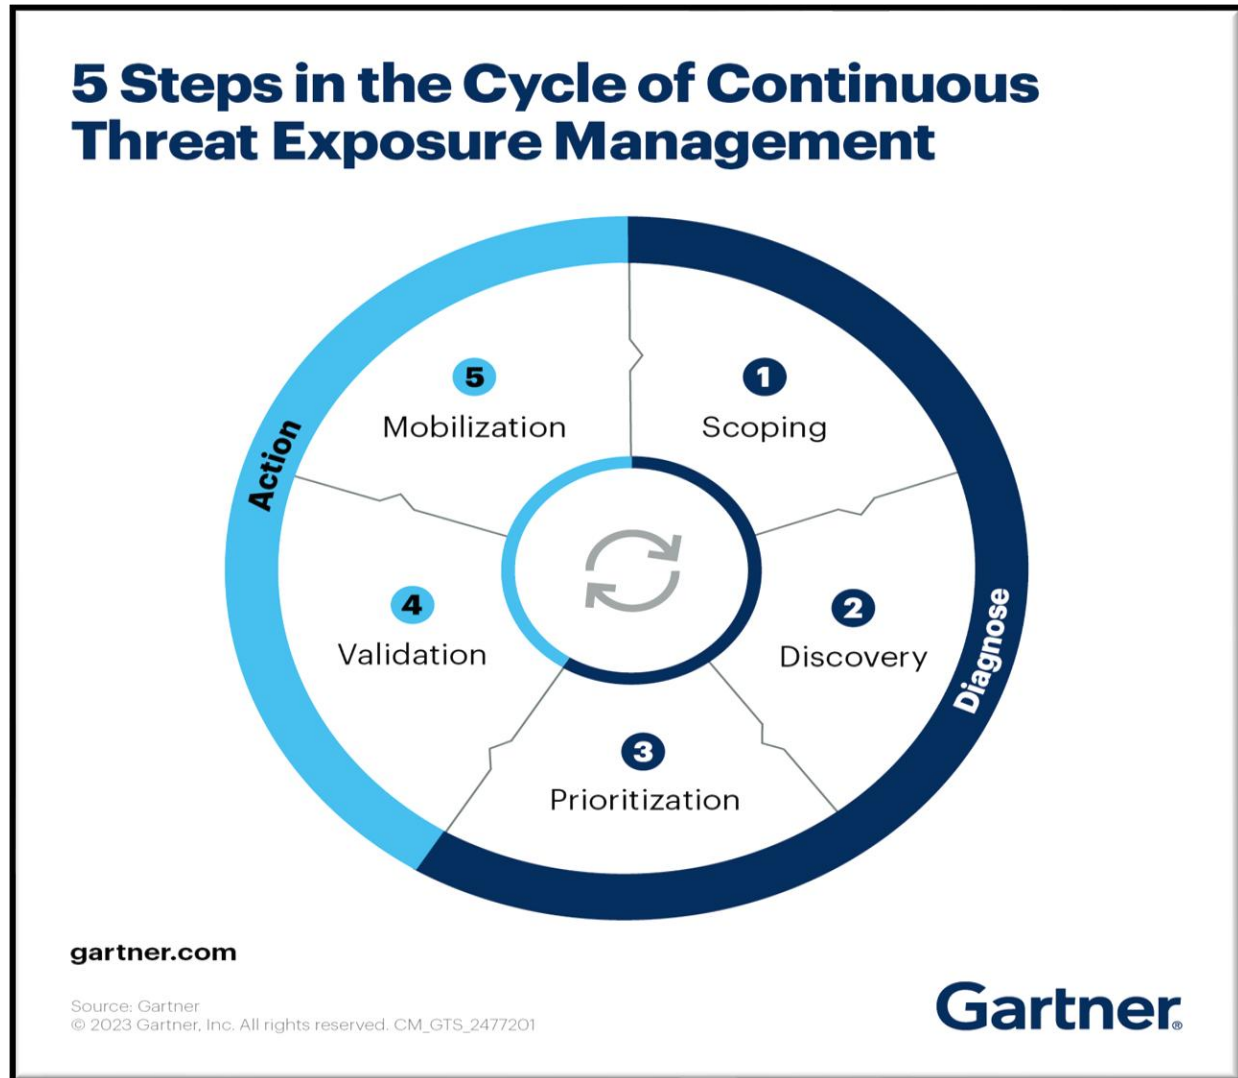 5 Steps in the Cycle of Continuous
Threat Exposure Management
1
Scoping
2
Discovery
3
Prioritization
4
Validation
5
Mobilization
Diagnose
Action
gartner.com
Source: Gartner
© 2023 Gartner, Inc. All rights reserved. CM_GTS_2477201
Gartner®